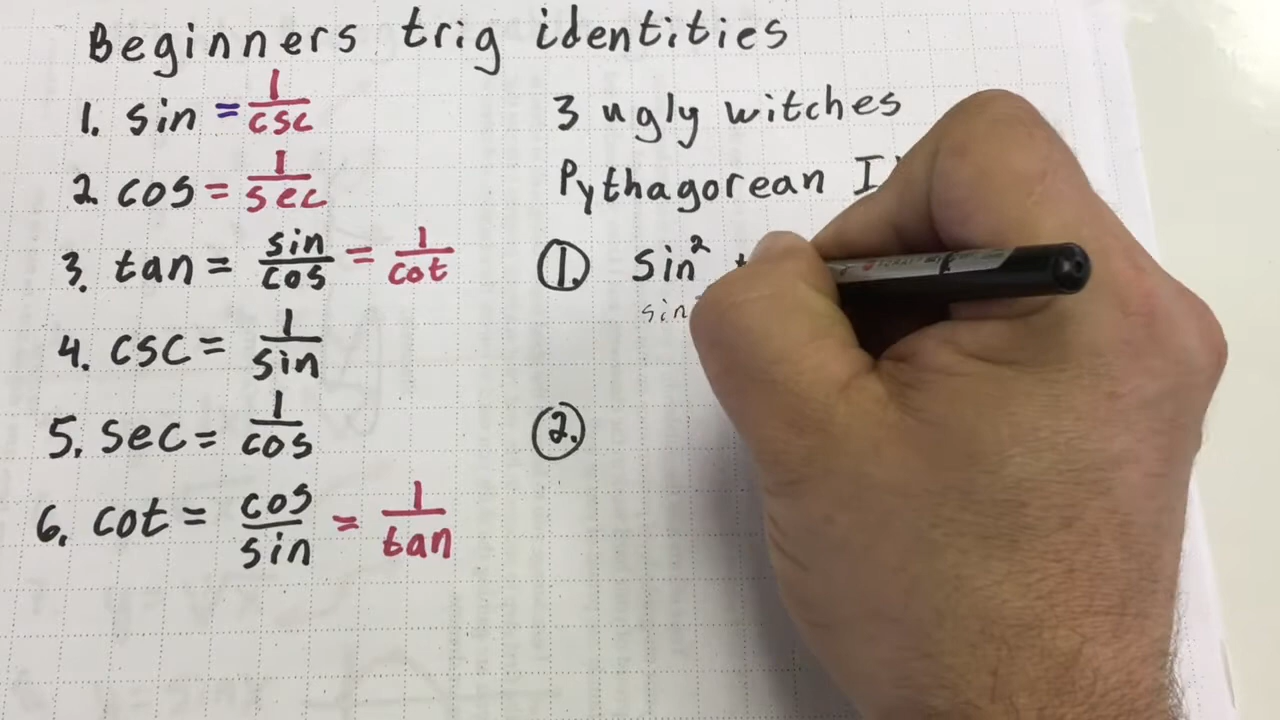 Beginners trig identities
1. sin = 1/csc
2. cos = 1/sec
3. tan = sin/cos = 1/cot
4. csc = 1/sin
5. sec = 1/cos
6. cot = cos/sin = 1/tan
3 ugly witches
Pythagorean
1. sin² +
sin
2.